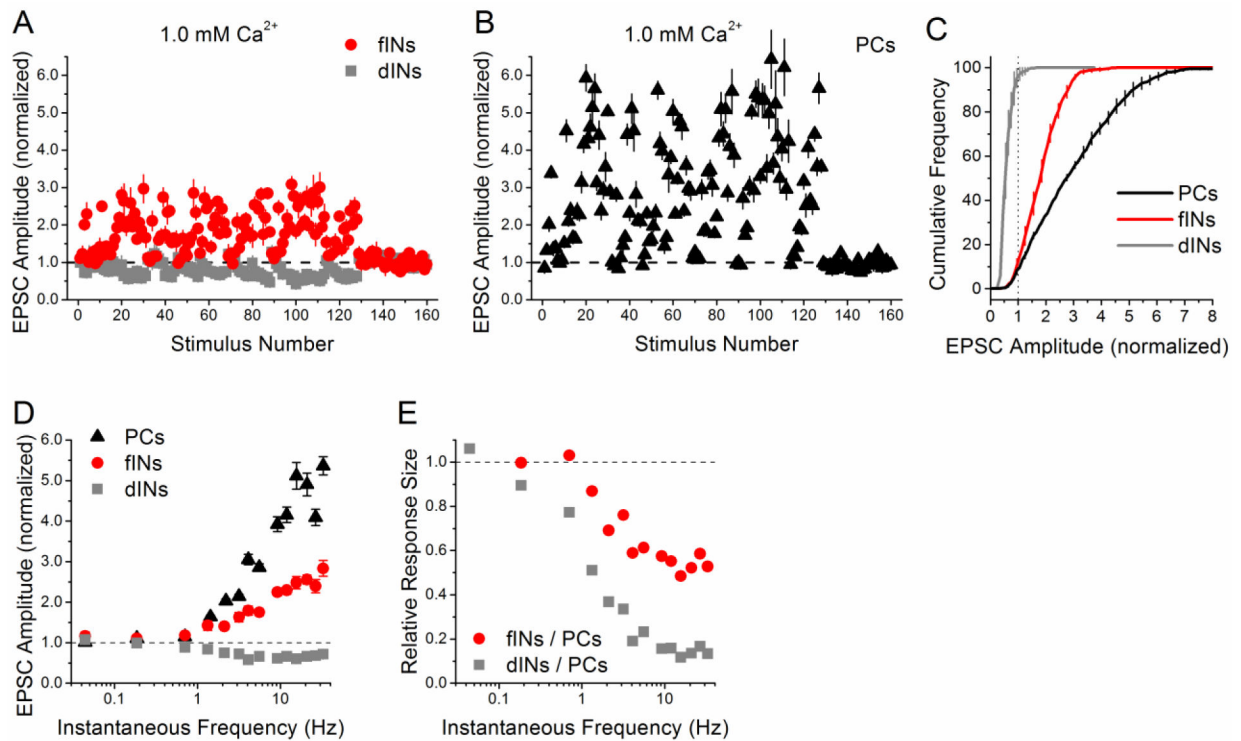 A
1.0 mM Ca²⁺
fINs
dINs
EPSC Amplitude (normalized)
6.0
5.0
4.0
3.0
2.0
1.0
0.0
0 20 40 60 80 100 120 140 160
Stimulus Number
B
1.0 mM Ca²⁺
PCs
EPSC Amplitude (normalized)
6.0
5.0
4.0
3.0
2.0
1.0
0.0
0 20 40 60 80 100 120 140 160
Stimulus Number
C
Cumulative Frequency
100
80
60
40
20
0
PCs
fINs
dINs
0 1 2 3 4 5 6 7 8
EPSC Amplitude (normalized)
D
PCs
fINs
dINs
EPSC Amplitude (normalized)
6.0
5.0
4.0
3.0
2.0
1.0
0.0
0.1 1 10
Instantaneous Frequency (Hz)
E
Relative Response Size
1.0
0.8
0.6
0.4
0.2
0.0
fINs / PCs
dINs / PCs
0.1 1 10
Instantaneous Frequency (Hz)